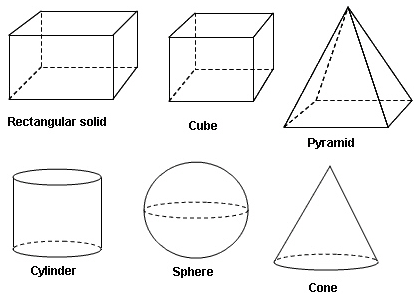 Rectangular solid
Cube
Pyramid
Cylinder
Sphere
Cone